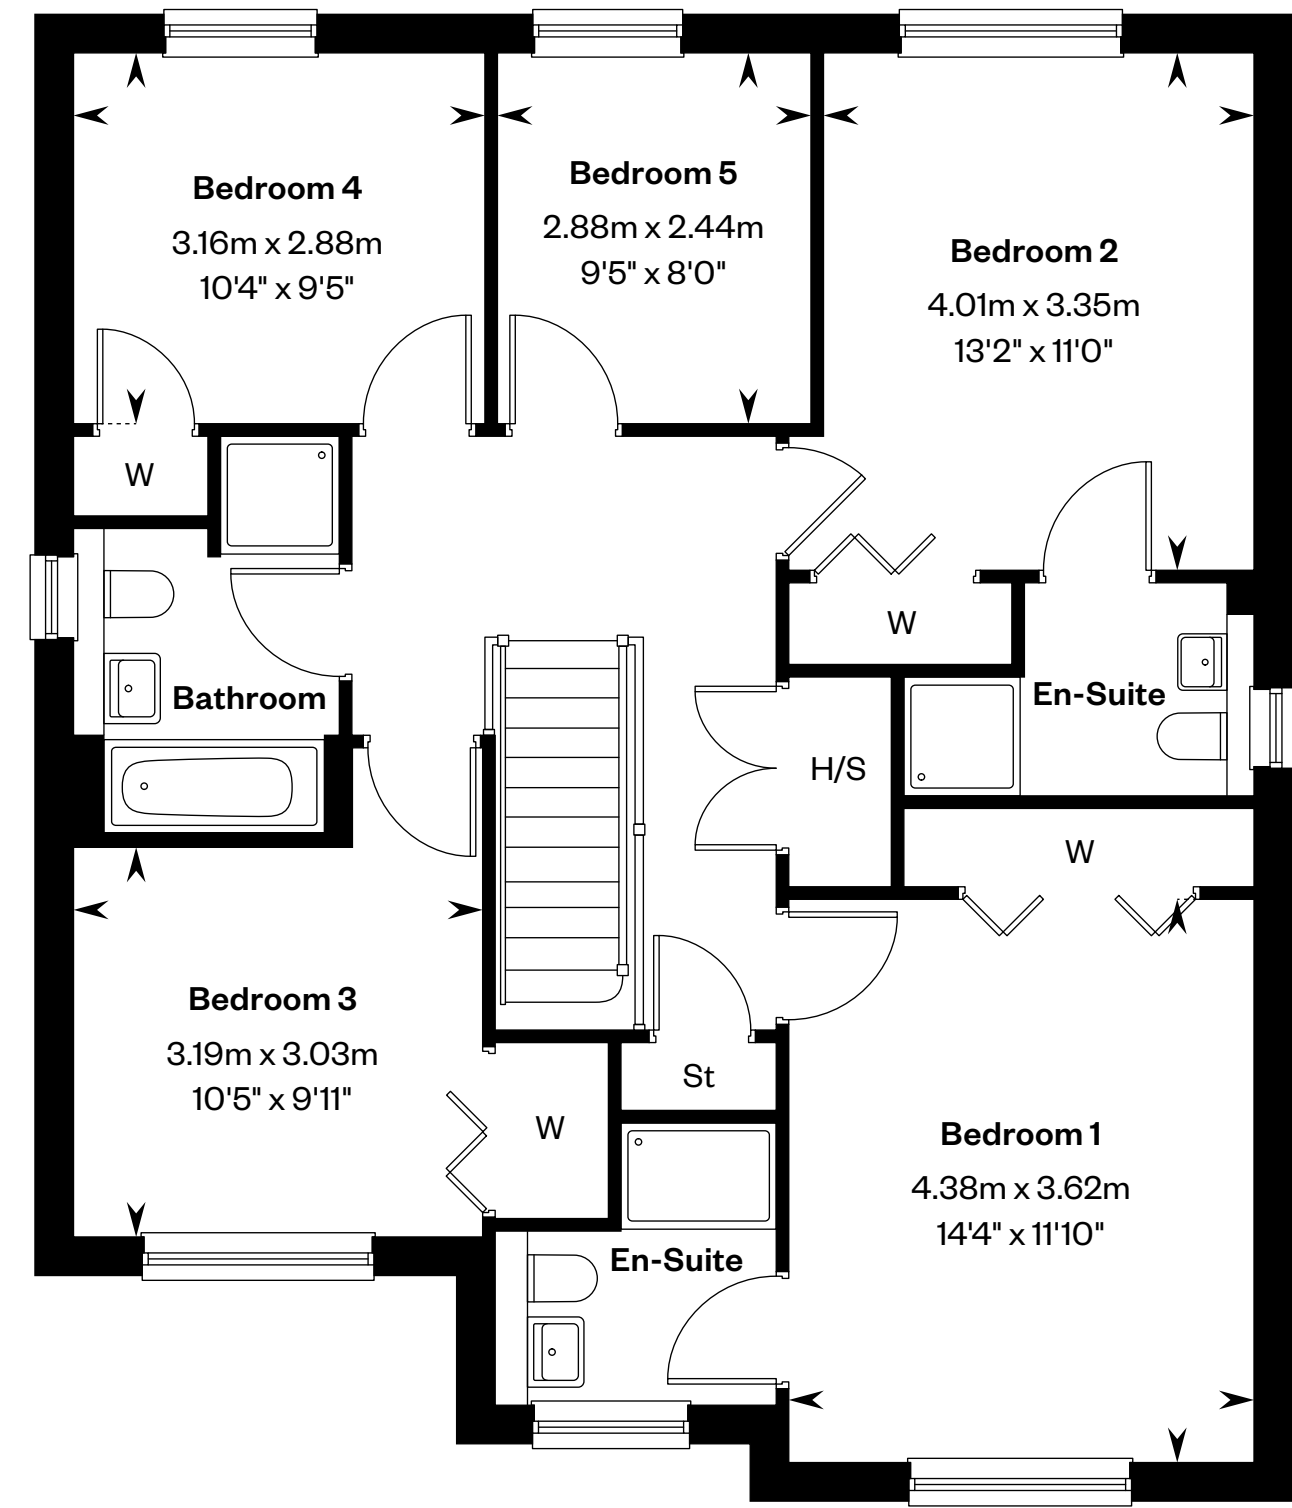 Bedroom 4
3.16m x 2.88m
10'4" x 9'5"
Bedroom 5
2.88m x 2.44m
9'5" x 8'0"
Bedroom 2
4.01m x 3.35m
13'2" x 11'0"
W
W
Bathroom
En-Suite
H/S
W
Bedroom 3
3.19m x 3.03m
10'5" x 9'11"
St
W
Bedroom 1
4.38m x 3.62m
14'4" x 11'10"
En-Suite